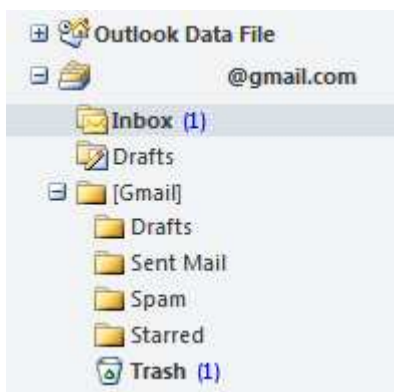 Outlook Data File
@gmail.com
Inbox (1)
Drafts
[Gmail]
Drafts
Sent Mail
Spam
Starred
Trash (1)